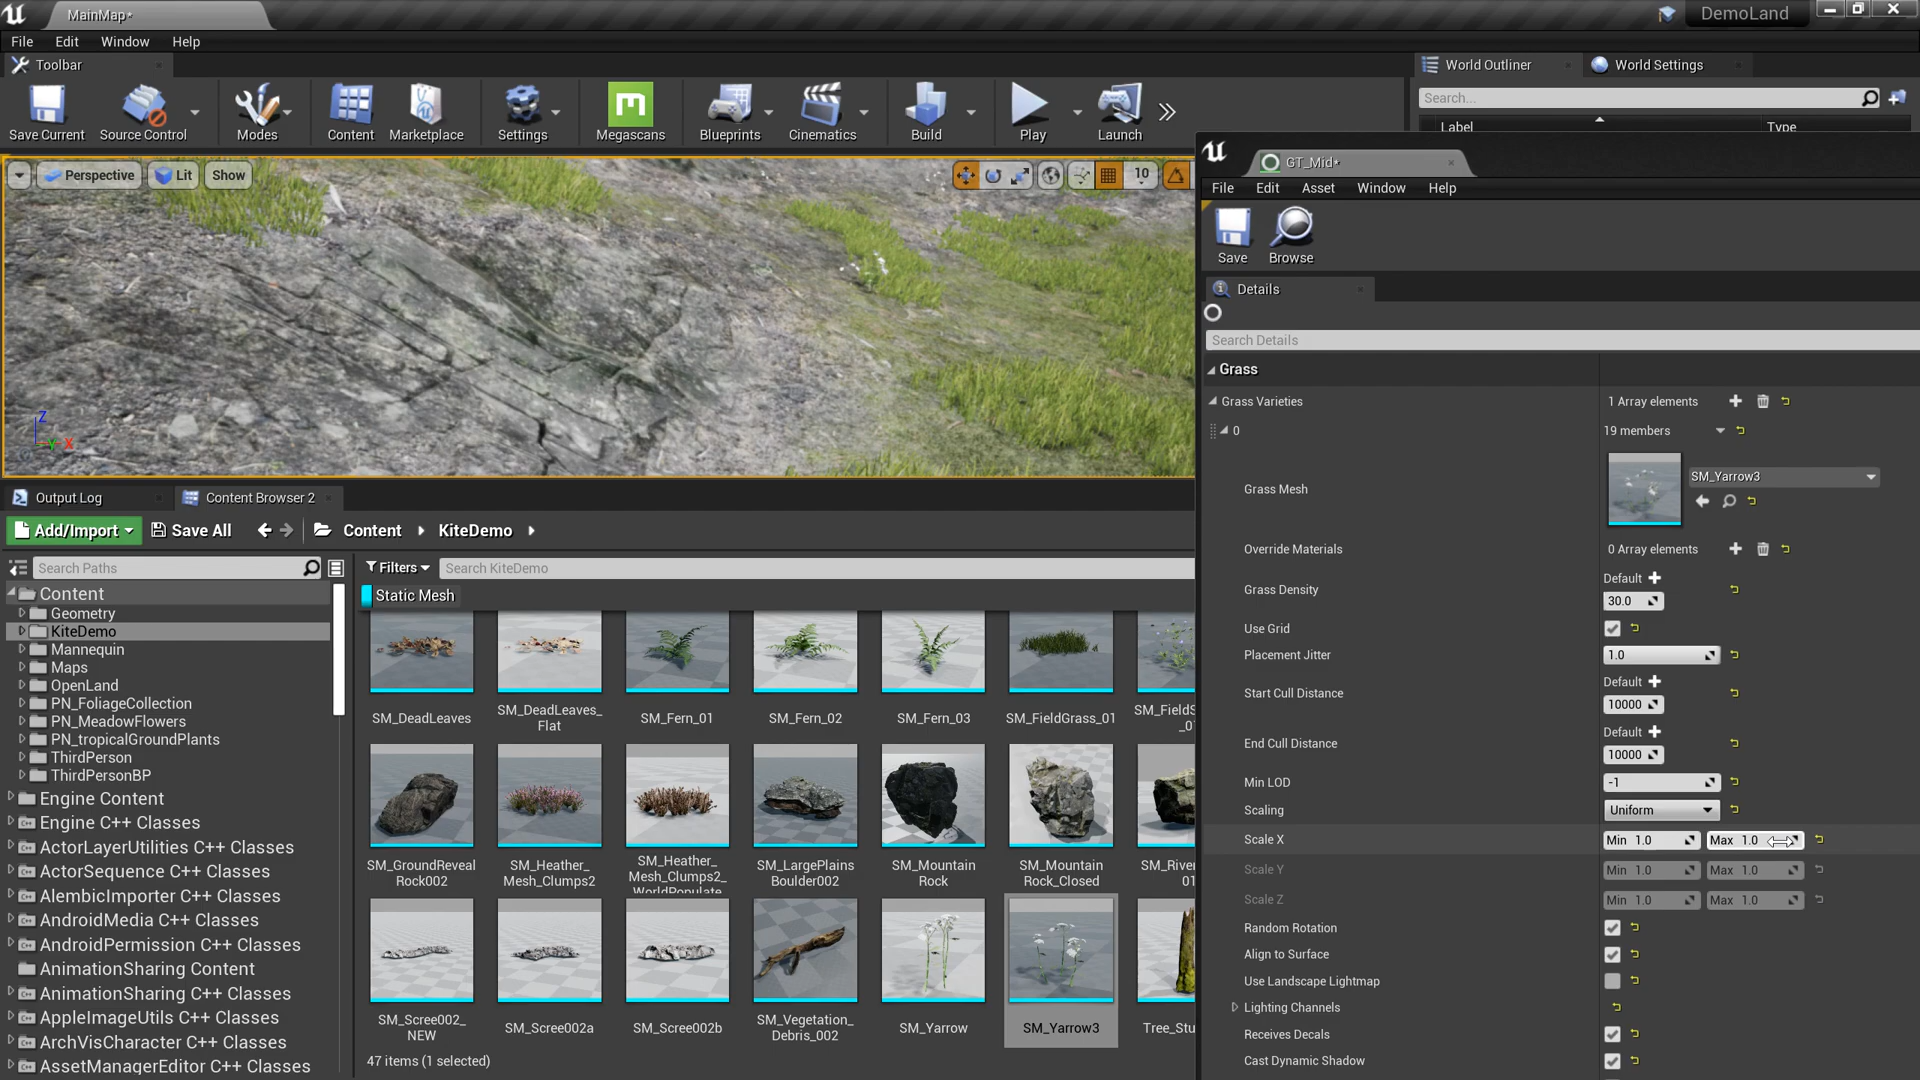 MainMap*
DemoLand
File Edit Window Help
Toolbar
World Outliner
World Settings
Save Current
Source Control
Modes
Content
Marketplace
Settings
Megascans
Blueprints
Cinematics
Build
Play
Launch
Search...
Label
Type
Perspective
Lit
Show
10
Z
Y
X
GT_Mid*
File Edit Asset Window Help
Save
Browse
Details
Search Details
Grass
Grass Varieties
1 Array elements
0
19 members
Grass Mesh
SM_Yarrow3
Override Materials
0 Array elements
Grass Density
Default
30.0
Use Grid
Placement Jitter
1.0
Start Cull Distance
Default
10000
End Cull Distance
Default
10000
Min LOD
-1
Scaling
Uniform
Scale X
Min 1.0
Max 1.0
Scale Y
Min 1.0
Max 1.0
Scale Z
Min 1.0
Max 1.0
Random Rotation
Align to Surface
Use Landscape Lightmap
Lighting Channels
Receives Decals
Cast Dynamic Shadow
Output Log
Content Browser 2
Add/Import
Save All
Content
KiteDemo
Search Paths
Filters
Search KiteDemo
Static Mesh
Content
Geometry
KiteDemo
Mannequin
Maps
OpenLand
PN_FoliageCollection
PN_MeadowFlowers
PN_tropicalGroundPlants
ThirdPerson
ThirdPersonBP
Engine Content
Engine C++ Classes
ActorLayerUtilities C++ Classes
ActorSequence C++ Classes
AlembicImporter C++ Classes
AndroidMedia C++ Classes
AndroidPermission C++ Classes
AnimationSharing Content
AnimationSharing C++ Classes
AppleImageUtils C++ Classes
ArchVisCharacter C++ Classes
AssetManagerEditor C++ Classes
SM_DeadLeaves
SM_DeadLeaves_
Flat
SM_Fern_01
SM_Fern_02
SM_Fern_03
SM_FieldGrass_01
SM_GroundReveal
Rock002
SM_Heather_
Mesh_Clumps2
SM_Heather_
Mesh_Clumps2_
WorldPopulate
SM_LargePlains
Boulder002
SM_Mountain
Rock
SM_Mountain
Rock_Closed
SM_River
01
SM_Scree002_
NEW
SM_Scree002a
SM_Scree002b
SM_Vegetation_
Debris_002
SM_Yarrow
SM_Yarrow3
Tree_Stu
47 items (1 selected)